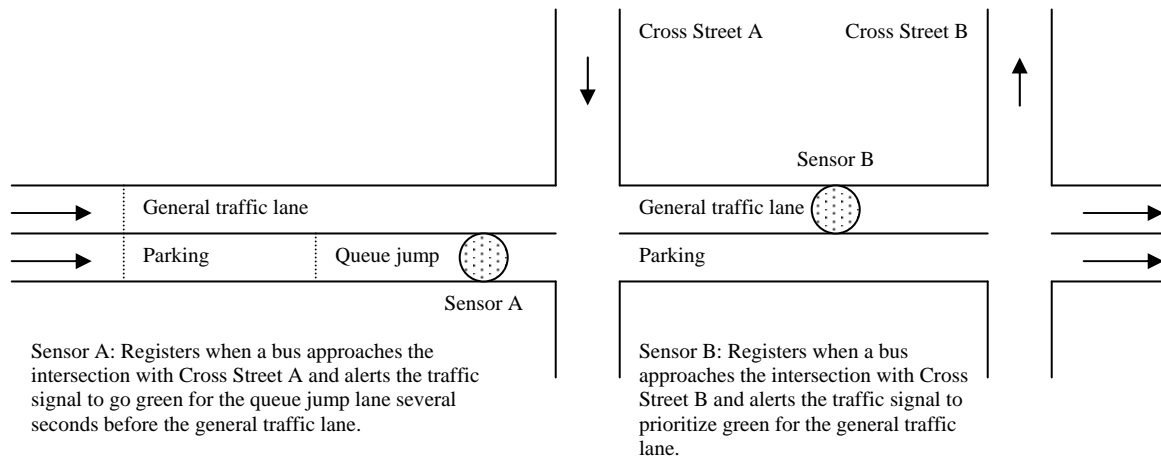 Cross Street A
Cross Street B
Sensor B
General traffic lane
General traffic lane
Parking
Queue jump
Parking
Sensor A
Sensor A: Registers when a bus approaches the
intersection with Cross Street A and alerts the traffic
signal to go green for the queue jump lane several
seconds before the general traffic lane.
Sensor B: Registers when a bus
approaches the intersection with Cross
Street B and alerts the traffic signal to
prioritize green for the general traffic
lane.